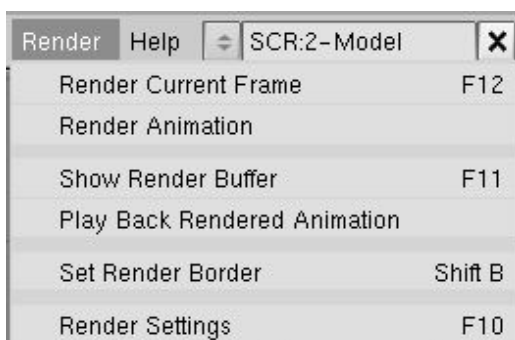 Render Help SCR:2-Model
Render Current Frame F12
Render Animation
Show Render Buffer F11
Play Back Rendered Animation
Set Render Border Shift B
Render Settings F10